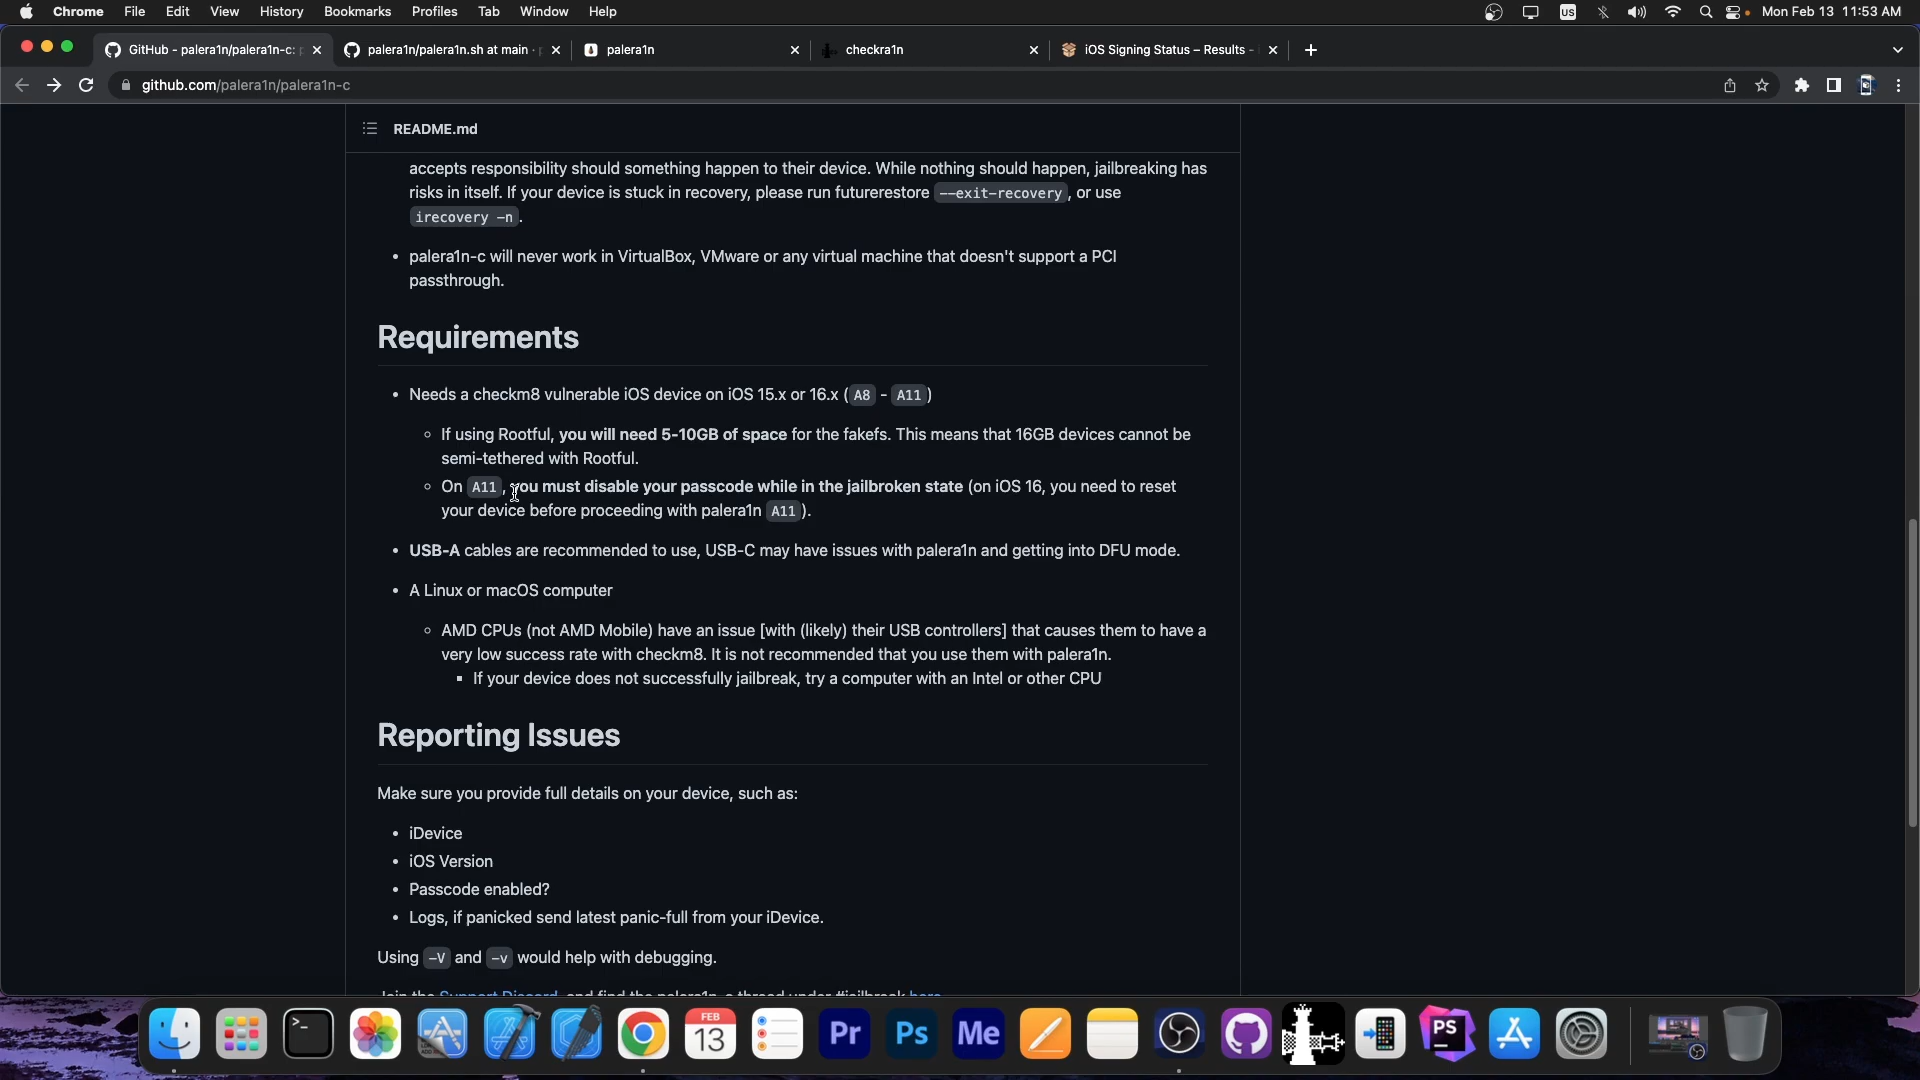 Chrome File Edit View History Bookmarks Profiles Tab Window Help US Mon Feb 13 11:53 AM
GitHub - palera1n/palera1n-c: palera1n/palera1n.sh at main · palera1n checkra1n iOS Signing Status – Results -
github.com/palera1n/palera1n-c
README.md
accepts responsibility should something happen to their device. While nothing should happen, jailbreaking has
risks in itself. If your device is stuck in recovery, please run futurerestore --exit-recovery, or use
irecovery -n.
• palera1n-c will never work in VirtualBox, VMware or any virtual machine that doesn't support a PCI
passthrough.
Requirements
• Needs a checkm8 vulnerable iOS device on iOS 15.x or 16.x (A8 - A11)
◦ If using Rootful, you will need 5-10GB of space for the fakefs. This means that 16GB devices cannot be
semi-tethered with Rootful.
◦ On A11, you must disable your passcode while in the jailbroken state (on iOS 16, you need to reset
your device before proceeding with palera1n A11).
• USB-A cables are recommended to use, USB-C may have issues with palera1n and getting into DFU mode.
• A Linux or macOS computer
◦ AMD CPUs (not AMD Mobile) have an issue [with (likely) their USB controllers] that causes them to have a
very low success rate with checkm8. It is not recommended that you use them with palera1n.
▪ If your device does not successfully jailbreak, try a computer with an Intel or other CPU
Reporting Issues
Make sure you provide full details on your device, such as:
• iDevice
• iOS Version
• Passcode enabled?
• Logs, if panicked send latest panic-full from your iDevice.
Using -V and -v would help with debugging.
Join the Support Discord, and find the palera1n-c thread under #jailbreak here
FEB
13
Pr Ps Me PS